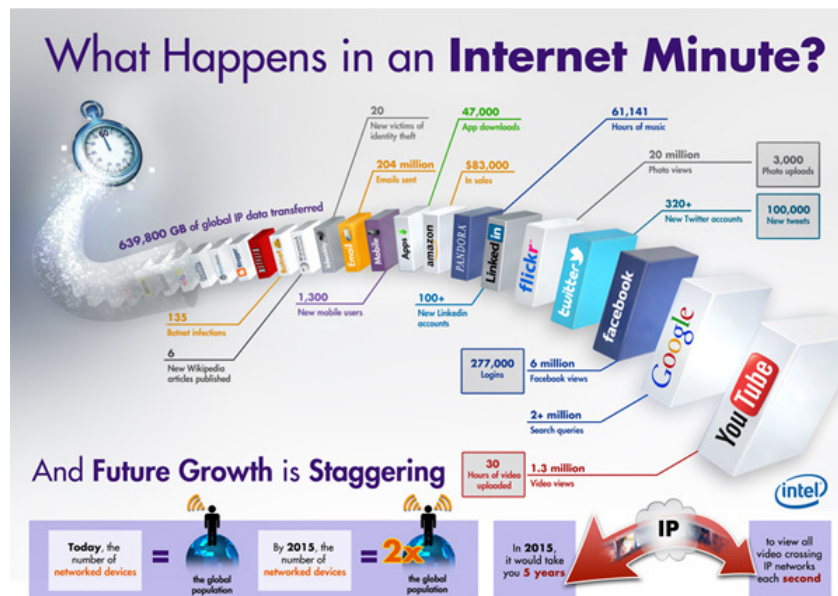 What Happens in an Internet Minute?
60
20
New victims of
identity theft
47,000
App downloads
61,141
Hours of music
204 million
Emails sent
$83,000
In sales
20 million
Photo views
3,000
Photo uploads
320+
New Twitter accounts
100,000
New tweets
639,800 GB of global IP data transferred
NETFLIX
Botnet
Wikipedia
Identity
Email
Mobile
Apps
amazon
PANDORA
Linked in
flickr
twitter
facebook
Google
YouTube
135
Botnet infections
6
New Wikipedia
articles published
1,300
New mobile users
100+
New Linkedin
accounts
277,000
Logins
6 million
Facebook views
2+ million
Search queries
30
Hours of video
uploaded
1.3 million
Video views
And Future Growth is Staggering
intel
Today, the
number of
networked devices
=
the global
population
By 2015, the
number of
networked devices
=
2x
the global
population
In 2015,
it would take
you 5 years
IP
to view all
video crossing
IP networks
each second